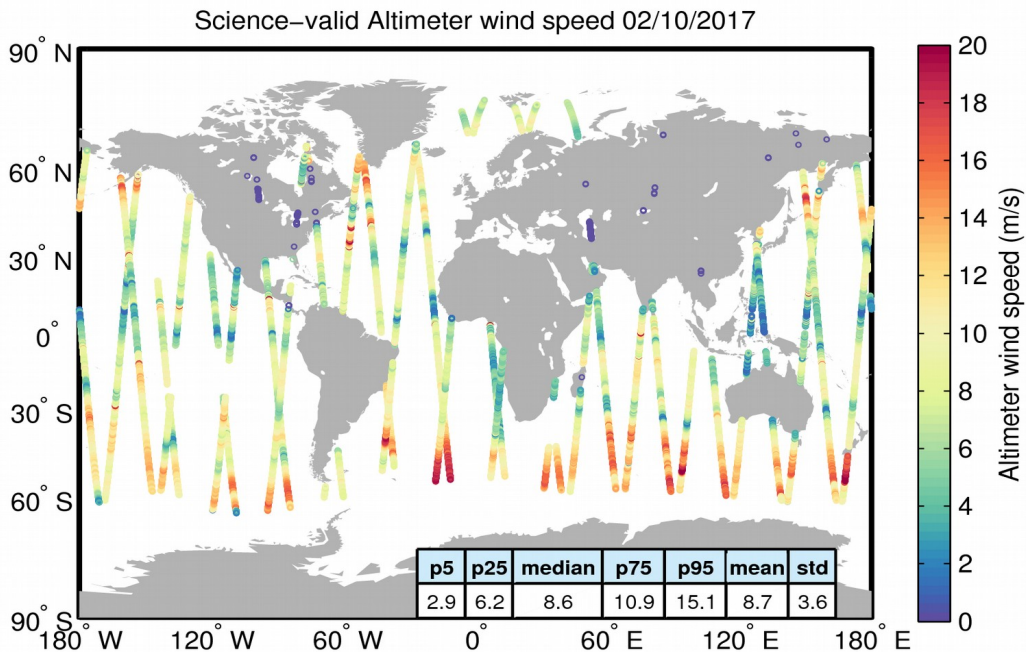 Science−valid Altimeter wind speed 02/10/2017
90° N
60° N
30° N
0°
30° S
60° S
90° S
180° W
120° W
60° W
0°
60° E
120° E
180° E
p5 p25 median p75 p95 mean std
2.9 6.2 8.6 10.9 15.1 8.7 3.6
20
18
16
14
12
10
8
6
4
2
0
Altimeter wind speed (m/s)